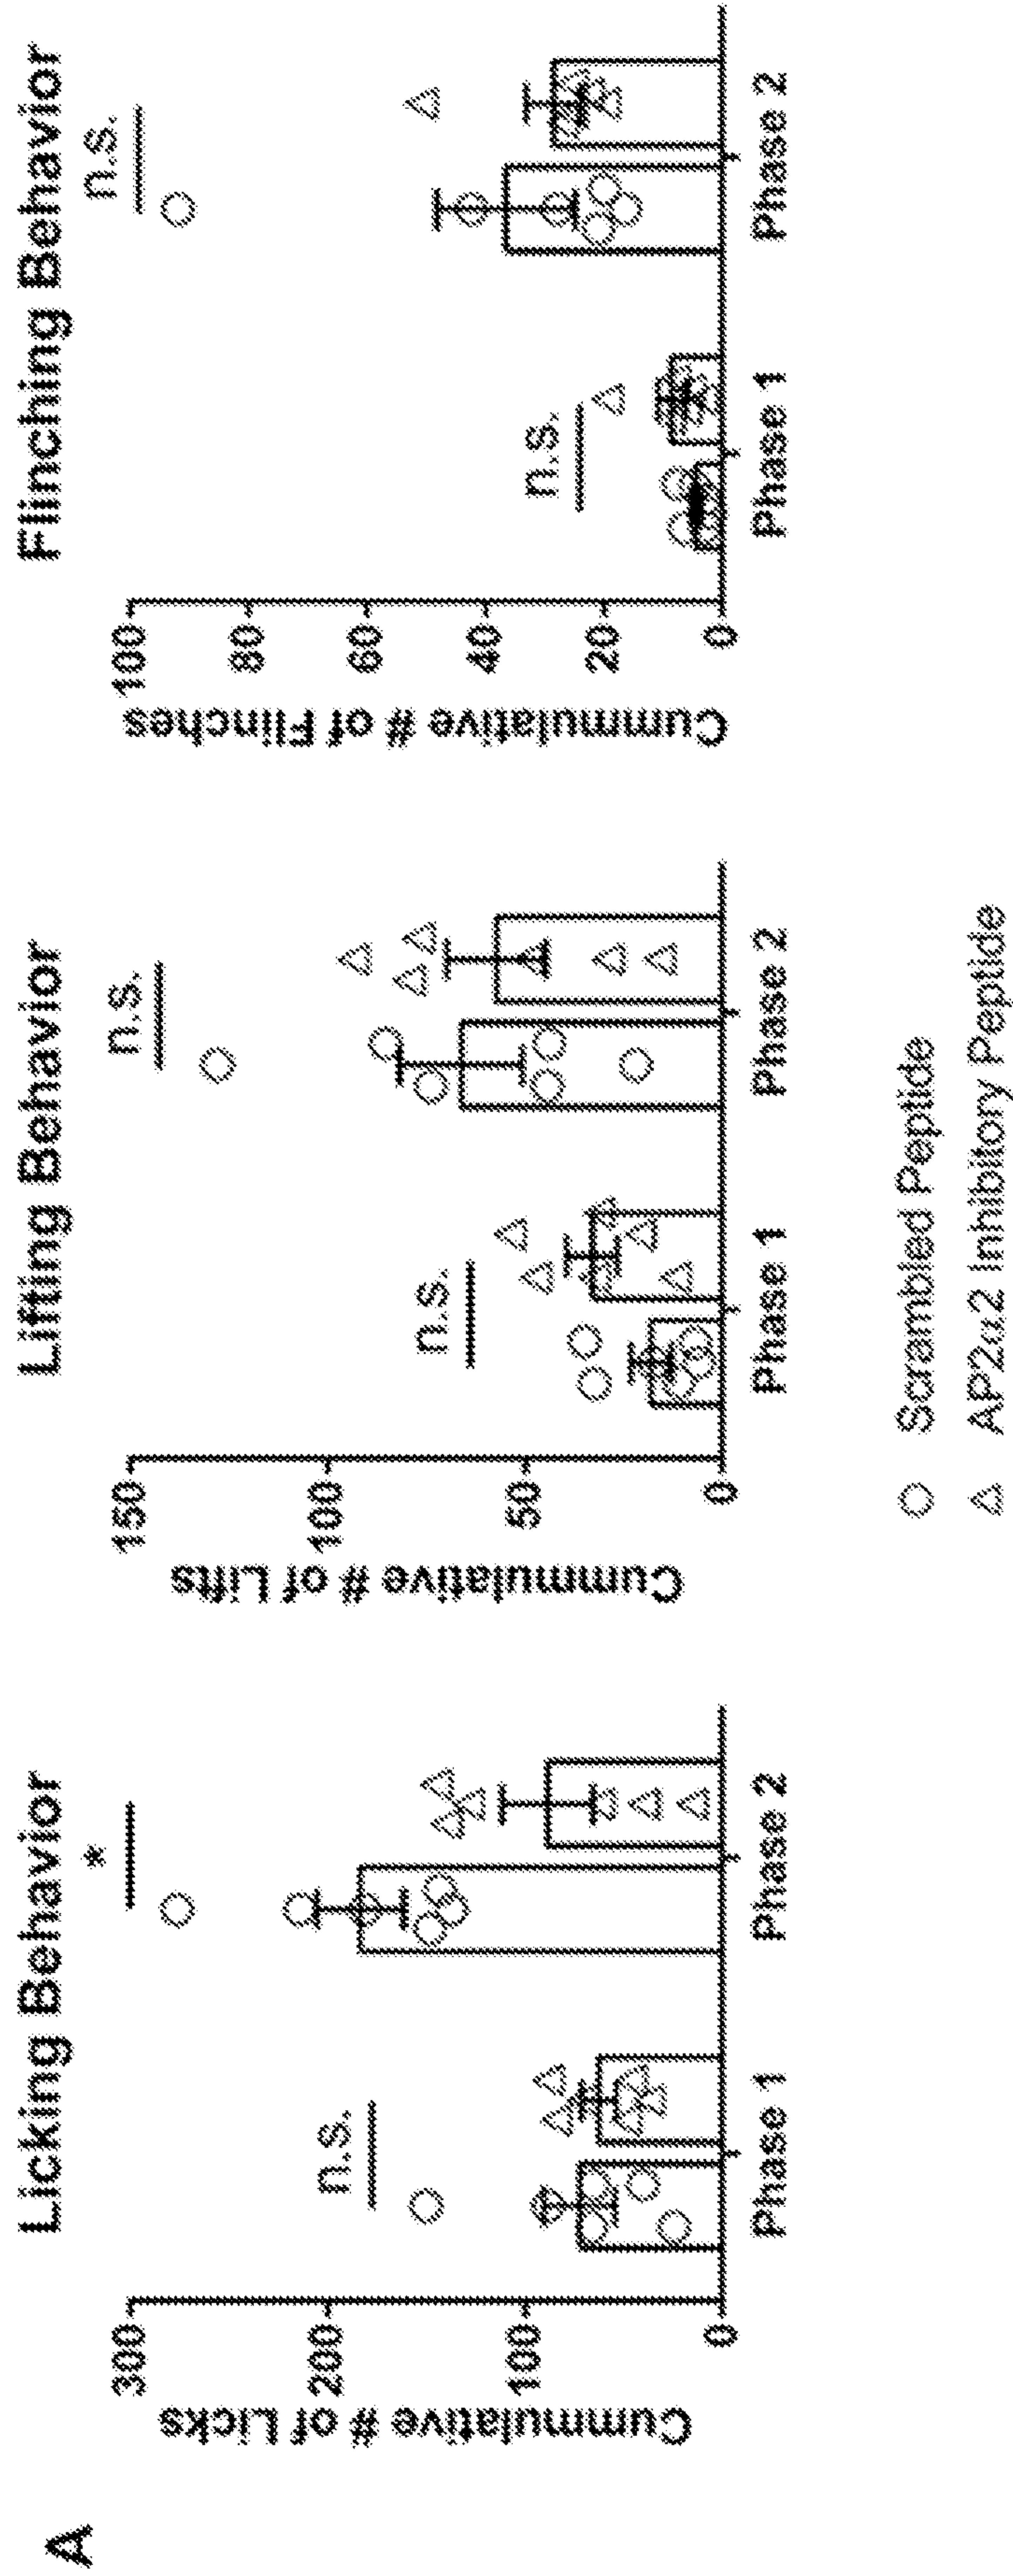 A
Licking Behavior
Cummulative # of Licks
300
200
100
0
n.s.
*
Phase 1
Phase 2
Lifting Behavior
Cummulative # of Lifts
150
100
50
0
n.s.
n.s.
Phase 1
Phase 2
Flinching Behavior
Cummulative # of Flinches
100
80
60
40
20
0
n.s.
n.s.
Phase 1
Phase 2
Scrambled Peptide
AP2α2 Inhibitory Peptide